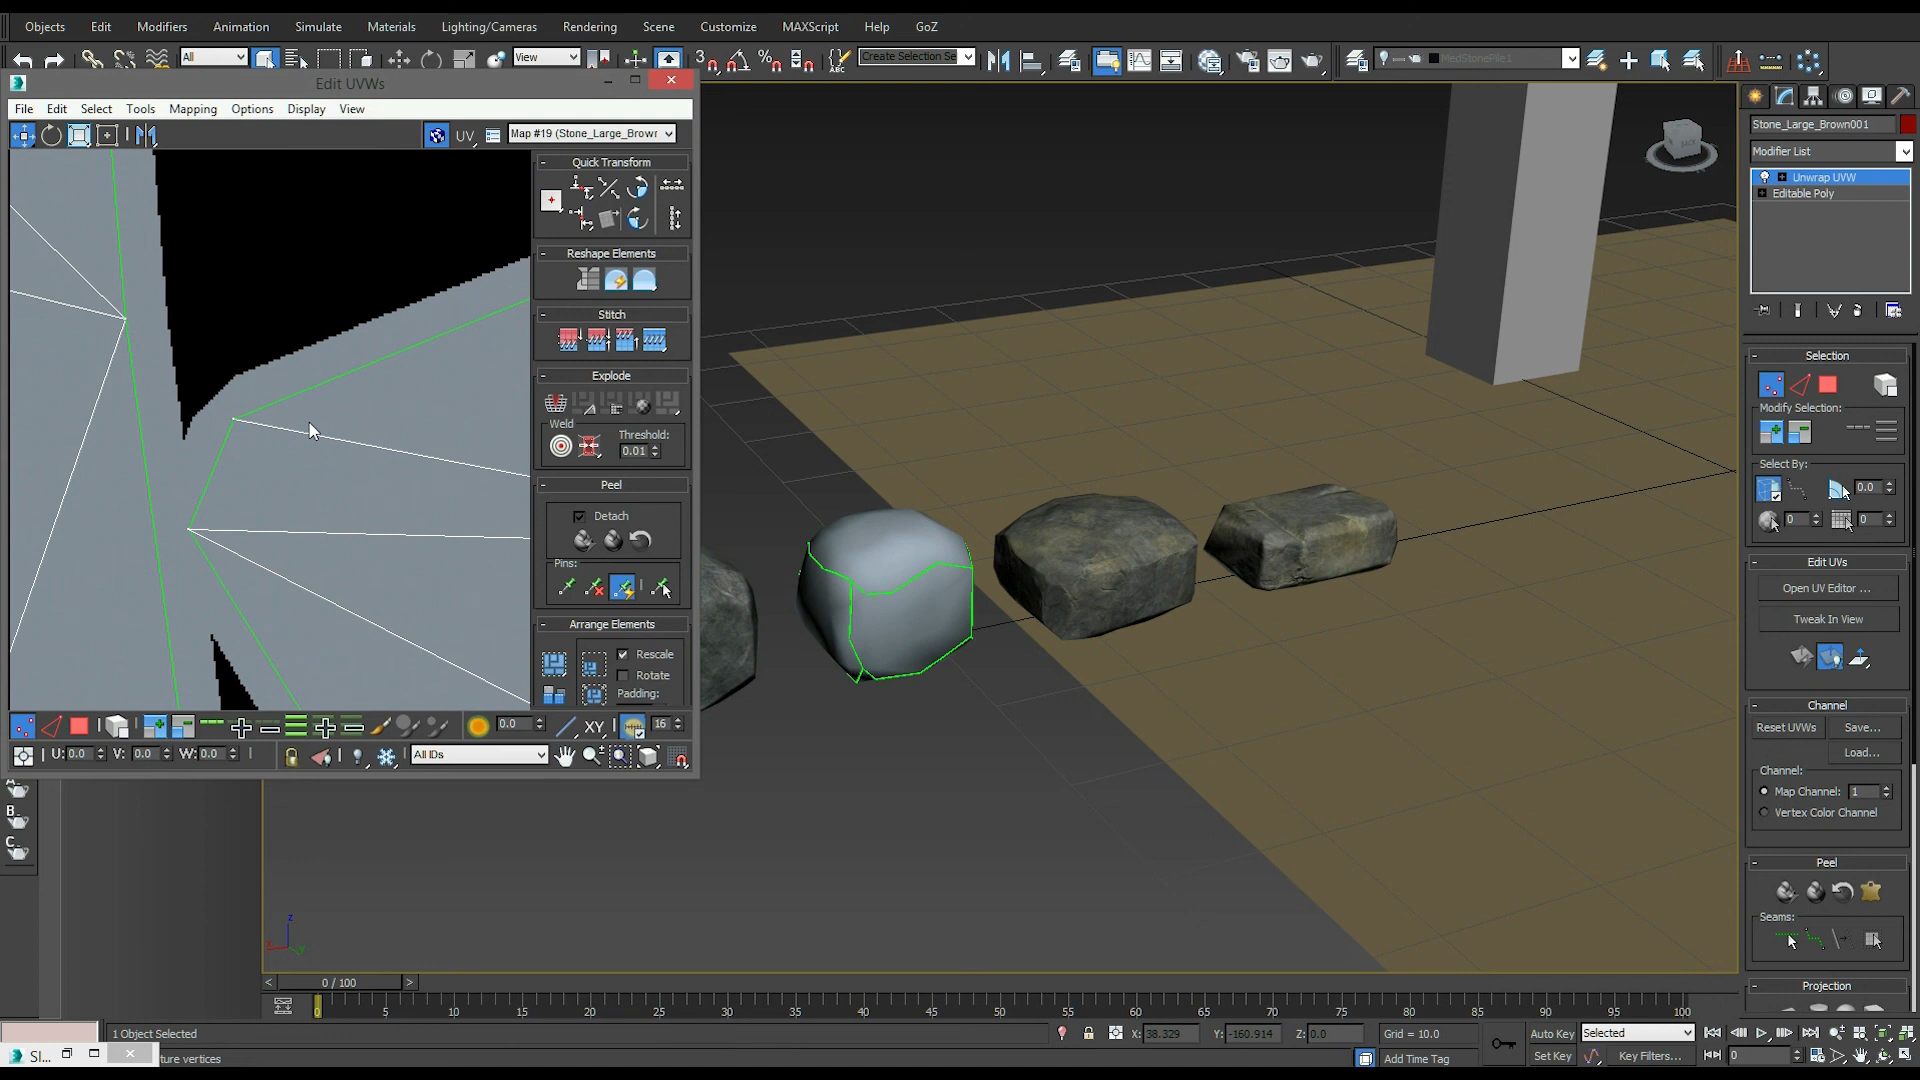 Objects Edit Modifiers Animation Simulate Materials Lighting/Cameras Rendering Scene Customize MAXScript Help GoZ
All View 3 % ABC Create Selection Se MedStonePile1
Edit UVWs
File Edit Select Tools Mapping Options Display View
UV Map #19 (Stone_Large_Brown
- Quick Transform
- Reshape Elements
- Stitch
- Explode
Weld
Threshold:
0.01
- Peel
Detach
Pins:
- Arrange Elements
Rescale
Rotate
Padding:
0.0 XY 16
U: 0.0 V: 0.0 W: 0.0 All IDs
A
B
C
BACK
Stone_Large_Brown001
Modifier List
Unwrap UVW
Editable Poly
- Selection
Modify Selection:
Select By:
0.0
0 0
- Edit UVs
Open UV Editor ...
Tweak In View
- Channel
Reset UVWs Save...
Load...
Channel:
Map Channel: 1
Vertex Color Channel
- Peel
Seams:
- Projection
z
x y
< 0 / 100 >
0 5 10 15 20 25 30 35 40 45 50 55 60 65 70 75 80 85 90 95 100
1 Object Selected X: 38.329 Y: -160.914 Z: 0.0 Grid = 10.0 Auto Key Selected
Sl... ture vertices Add Time Tag Set Key Key Filters... 0